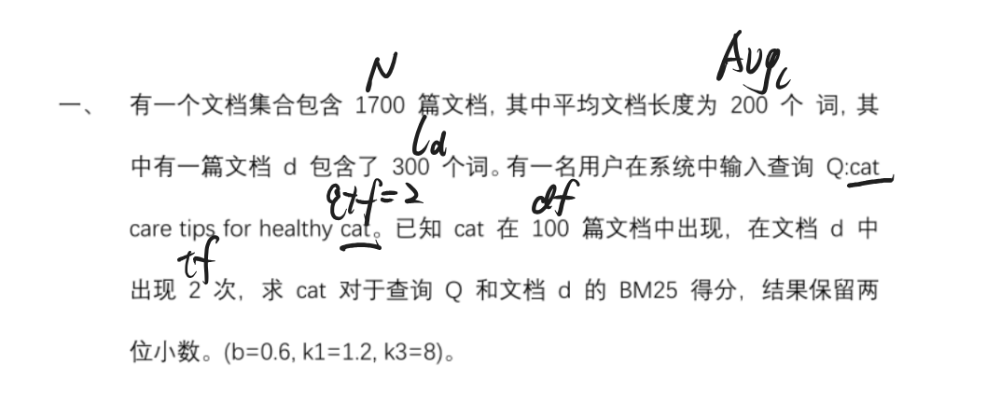 N Avgl
一、 有一个文档集合包含 1700 篇文档, 其中平均文档长度为 200 个 词, 其
ld
中有一篇文档 d 包含了 300 个词。有一名用户在系统中输入查询 Q:cat
qtf=2 df
care tips for healthy cat。已知 cat 在 100 篇文档中出现，在文档 d 中
tf
出现 2 次，求 cat 对于查询 Q 和文档 d 的 BM25 得分，结果保留两
位小数。(b=0.6, k1=1.2, k3=8)。